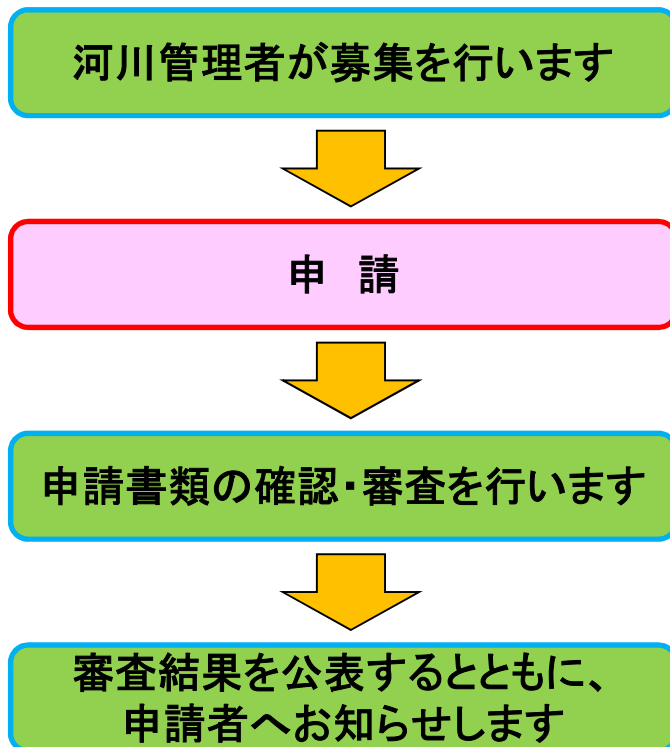 河川管理者が募集を行います
申　請
申請書類の確認・審査を行います
審査結果を公表するとともに、
申請者へお知らせします